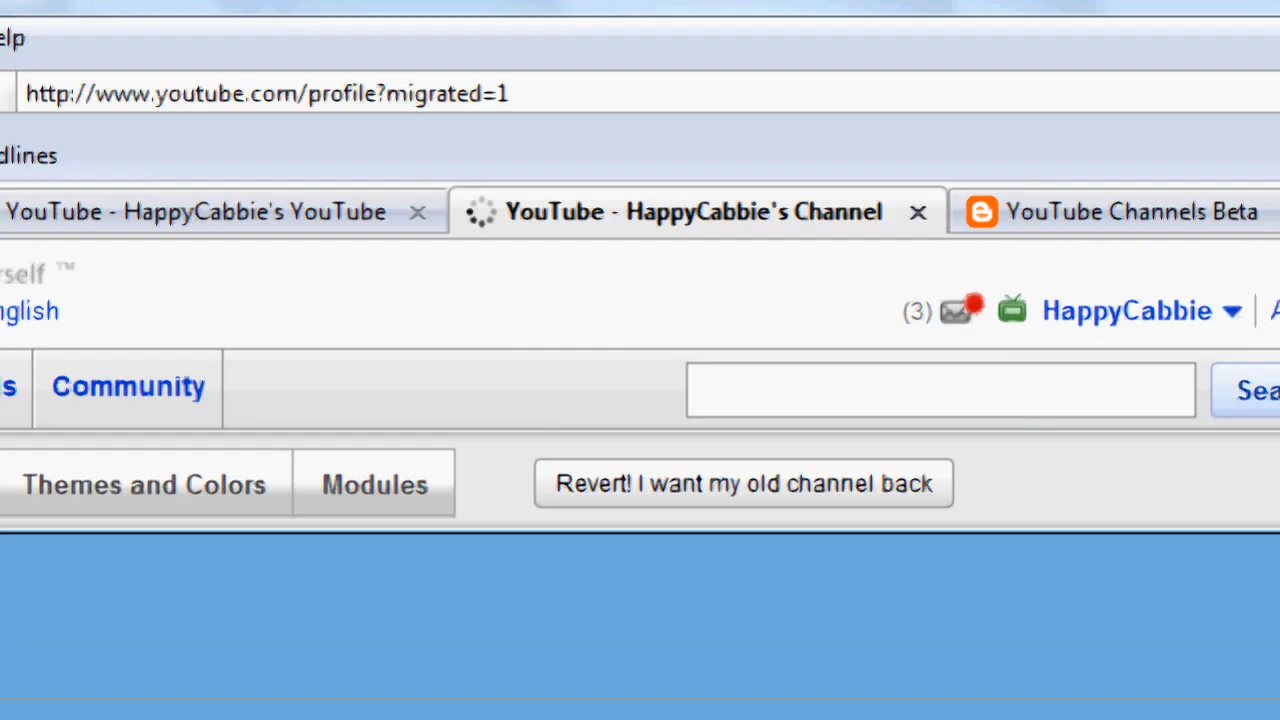 elp
http://www.youtube.com/profile?migrated=1
dlines
YouTube - HappyCabbie's YouTube
YouTube - HappyCabbie's Channel
YouTube Channels Beta
rself ™
nglish
(3) HappyCabbie
s
Community
Sea
Themes and Colors
Modules
Revert! I want my old channel back